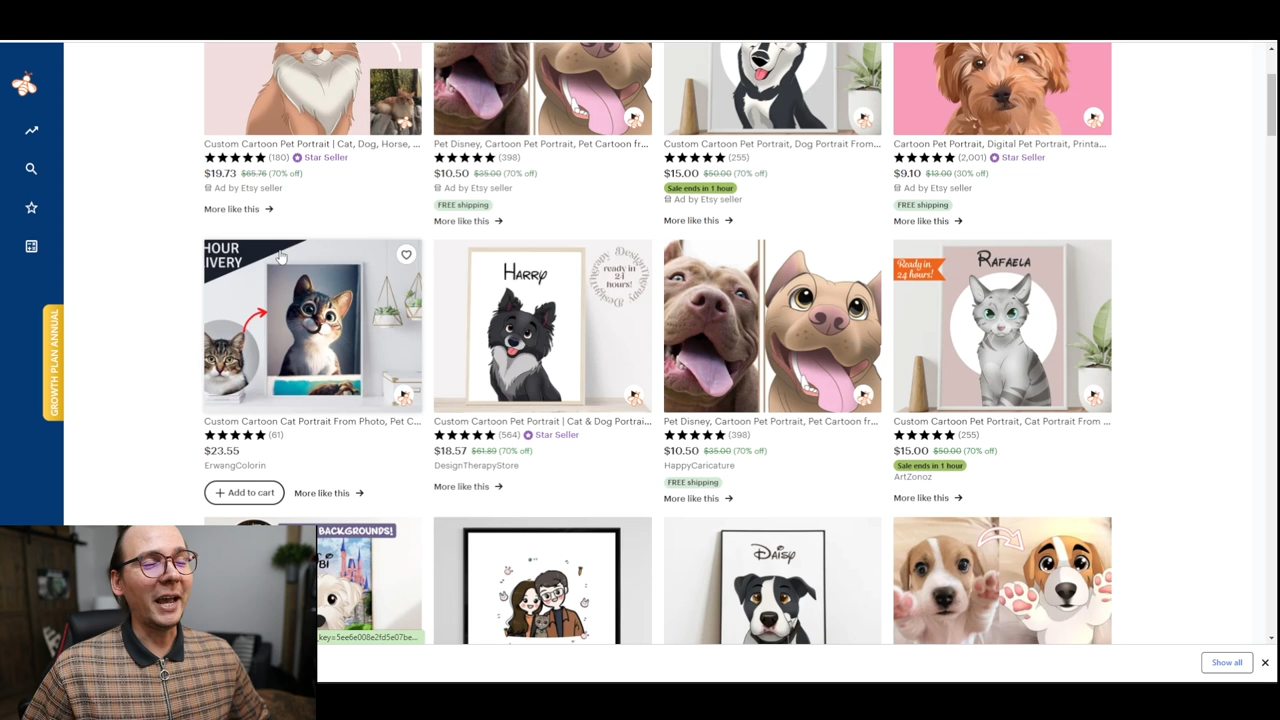 Custom Cartoon Pet Portrait | Cat, Dog, Horse, ...
(180) Star Seller
$19.73 $65.76 (70% off)
Ad by Etsy seller
More like this
Pet Disney, Cartoon Pet Portrait, Pet Cartoon fr...
(398)
$10.50 $35.00 (70% off)
Ad by Etsy seller
FREE shipping
More like this
Custom Cartoon Pet Portrait, Dog Portrait From...
(255)
$15.00 $50.00 (70% off)
Sale ends in 1 hour
Ad by Etsy seller
More like this
Cartoon Pet Portrait, Digital Pet Portrait, Printa...
(2,001) Star Seller
$9.10 $13.00 (30% off)
Ad by Etsy seller
FREE shipping
More like this
GROWTH PLAN ANNUAL
HOUR
IVERY
Custom Cartoon Cat Portrait From Photo, Pet C...
(61)
$23.55
ErwangColorin
+ Add to cart
More like this
HARRY
ready in
24
hours!
Custom Cartoon Pet Portrait | Cat & Dog Portrai...
(564) Star Seller
$18.57 $61.89 (70% off)
DesignTherapyStore
More like this
Pet Disney, Cartoon Pet Portrait, Pet Cartoon fr...
(398)
$10.50 $35.00 (70% off)
HappyCaricature
FREE shipping
More like this
Ready in
24 hours!
RAFAELA
Custom Cartoon Pet Portrait, Cat Portrait From ...
(255)
$15.00 $50.00 (70% off)
Sale ends in 1 hour
ArtZonoz
More like this
BACKGROUNDS!
BI
Daisy
_key=5ee6e008e2fd5e07be...
Show all